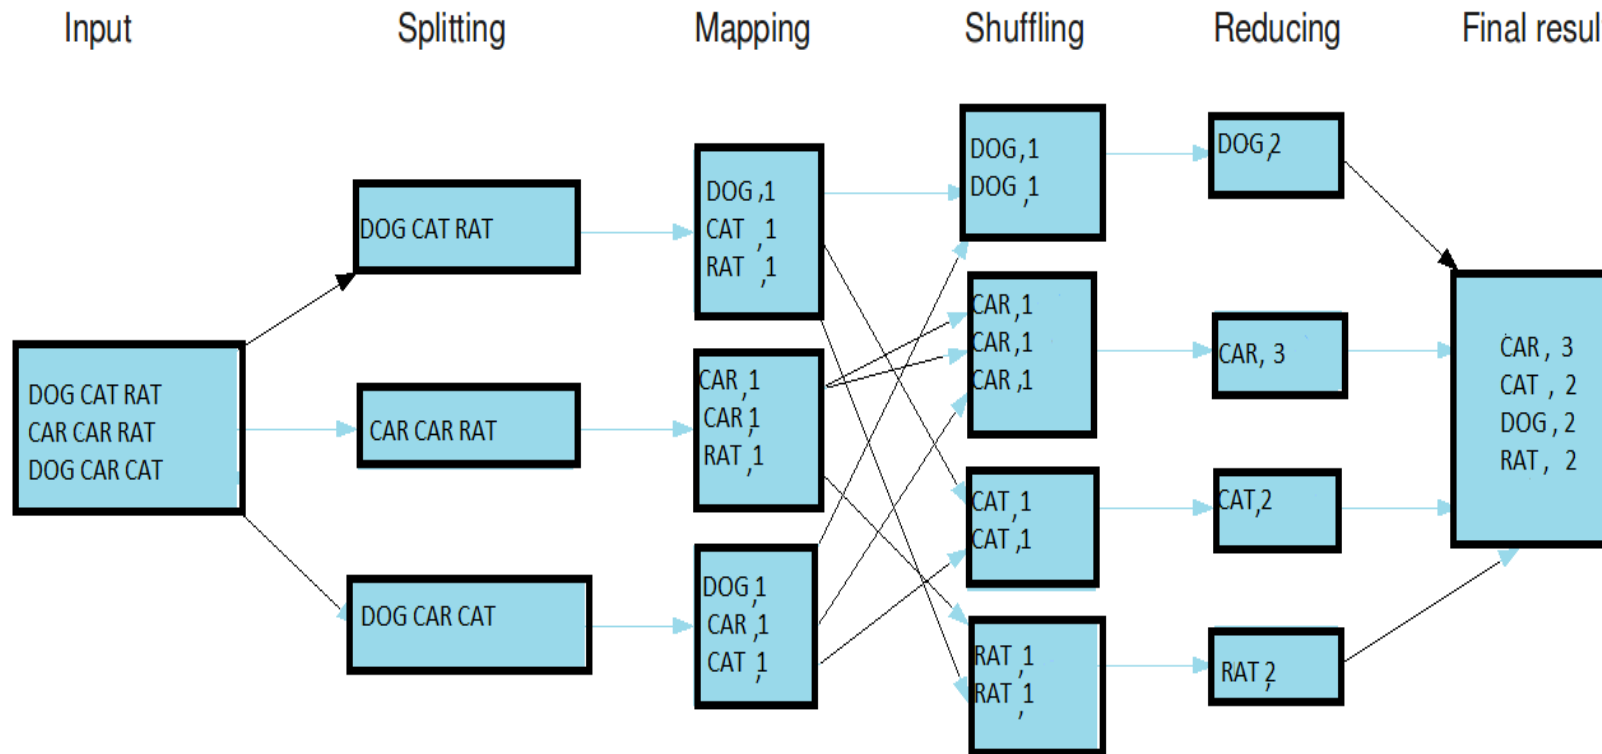 Input
Splitting
Mapping
Shuffling
Reducing
Final resul
DOG CAT RAT
CAR CAR RAT
DOG CAR CAT
DOG CAT RAT
CAR CAR RAT
DOG CAR CAT
DOG ,1
CAT ,1
RAT ,1
CAR ,1
CAR ,1
RAT ,1
DOG ,1
CAR ,1
CAT ,1
DOG ,1
DOG ,1
CAR ,1
CAR ,1
CAR ,1
CAT ,1
CAT ,1
RAT ,1
RAT ,1
DOG ,2
CAR, 3
CAT,2
RAT ,2
CAR , 3
CAT , 2
DOG , 2
RAT , 2